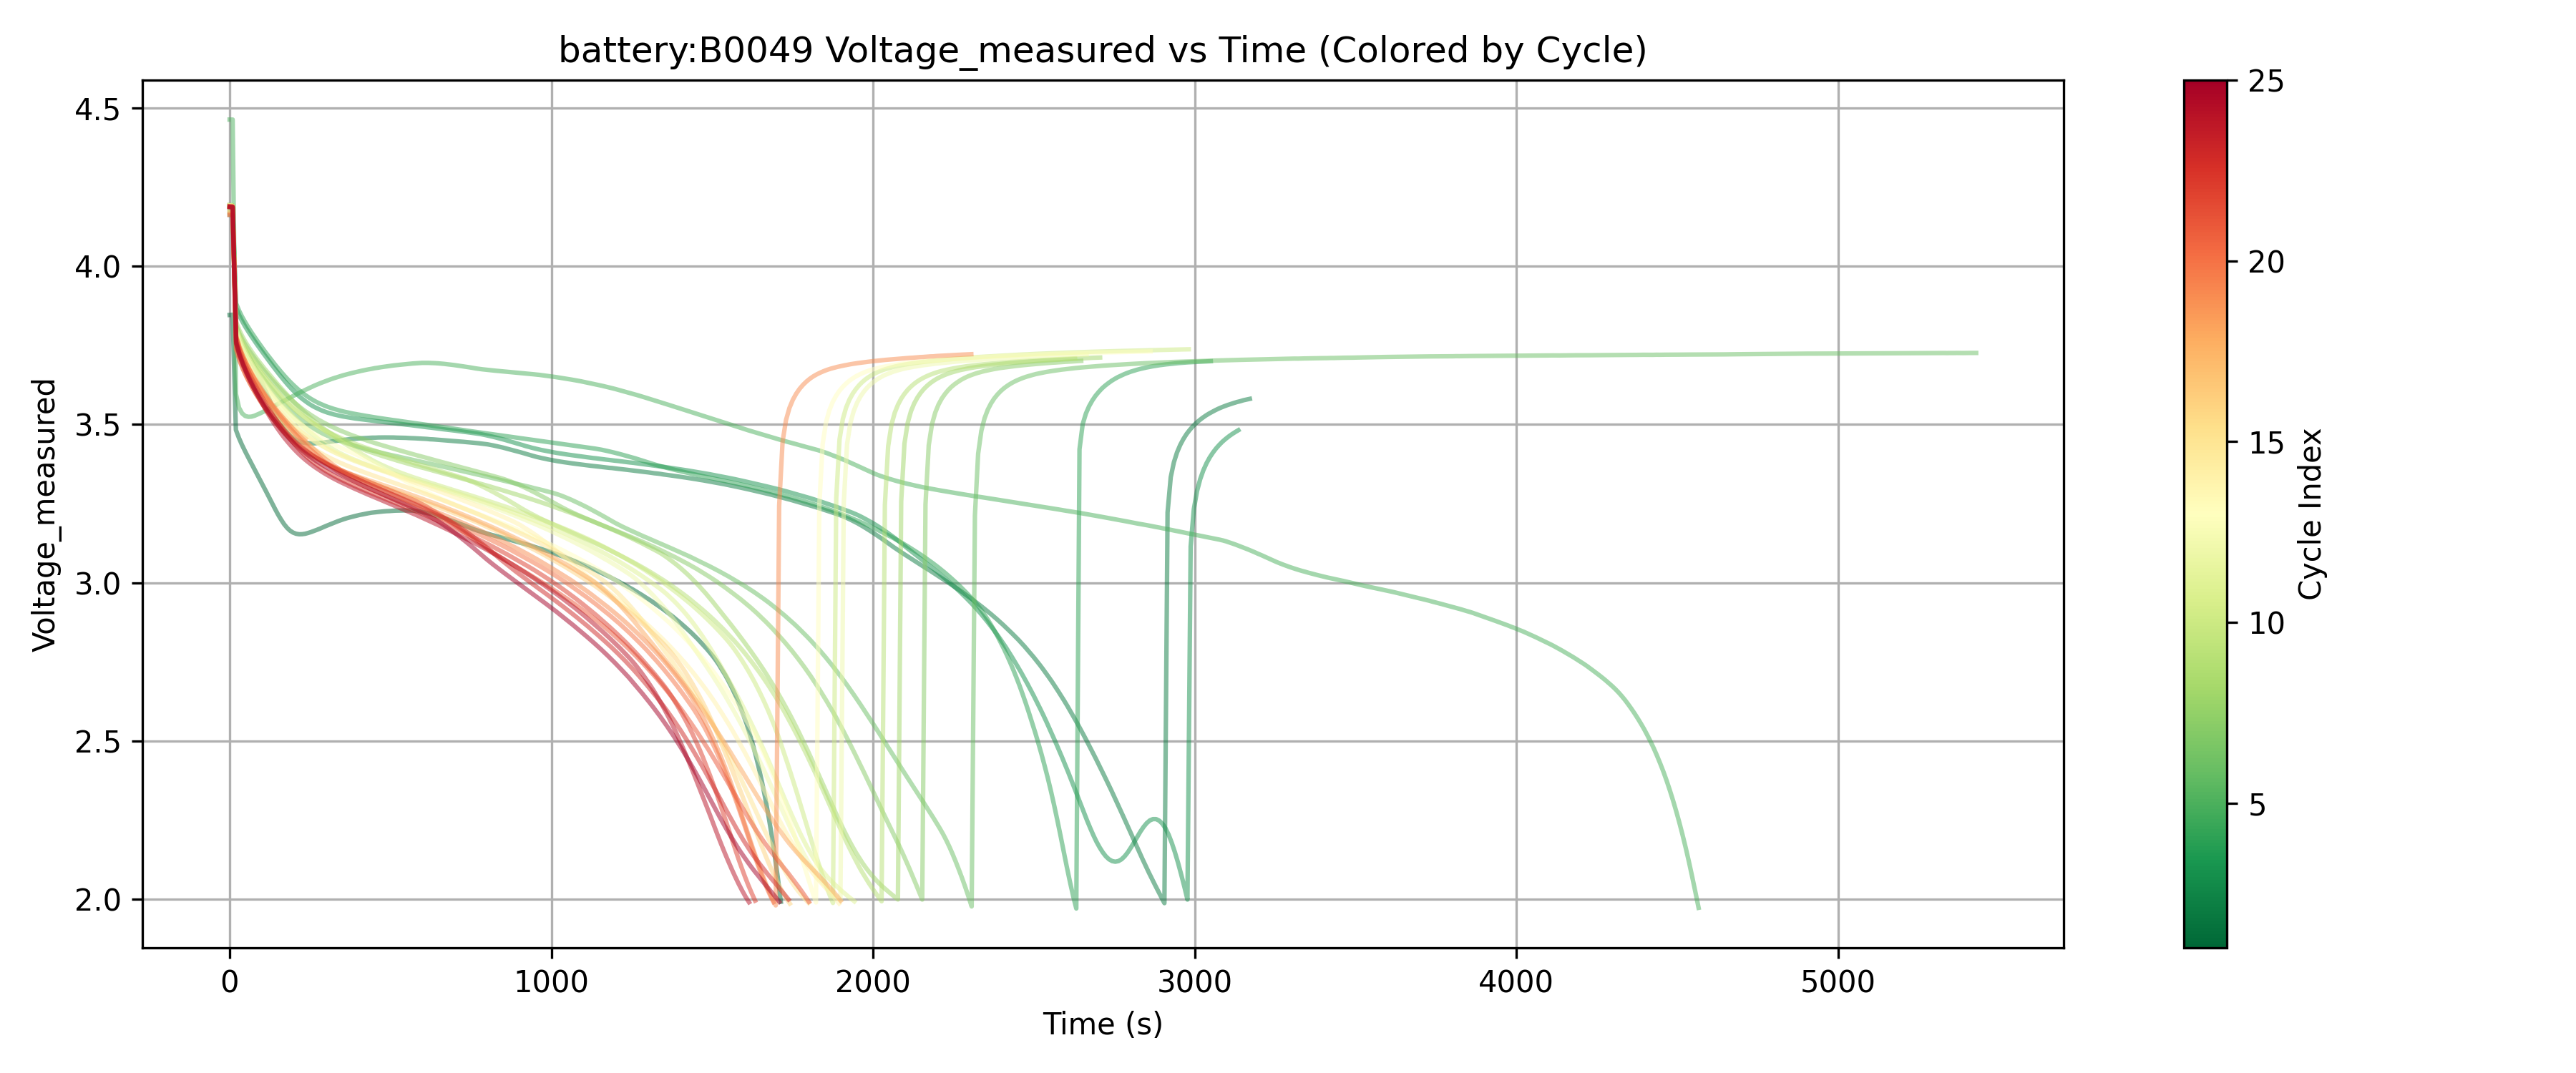 battery:B0049 Voltage_measured vs Time (Colored by Cycle)
Voltage_measured
4.5
4.0
3.5
3.0
2.5
2.0
0 1000 2000 3000 4000 5000
Time (s)
25
20
15
10
5
Cycle Index